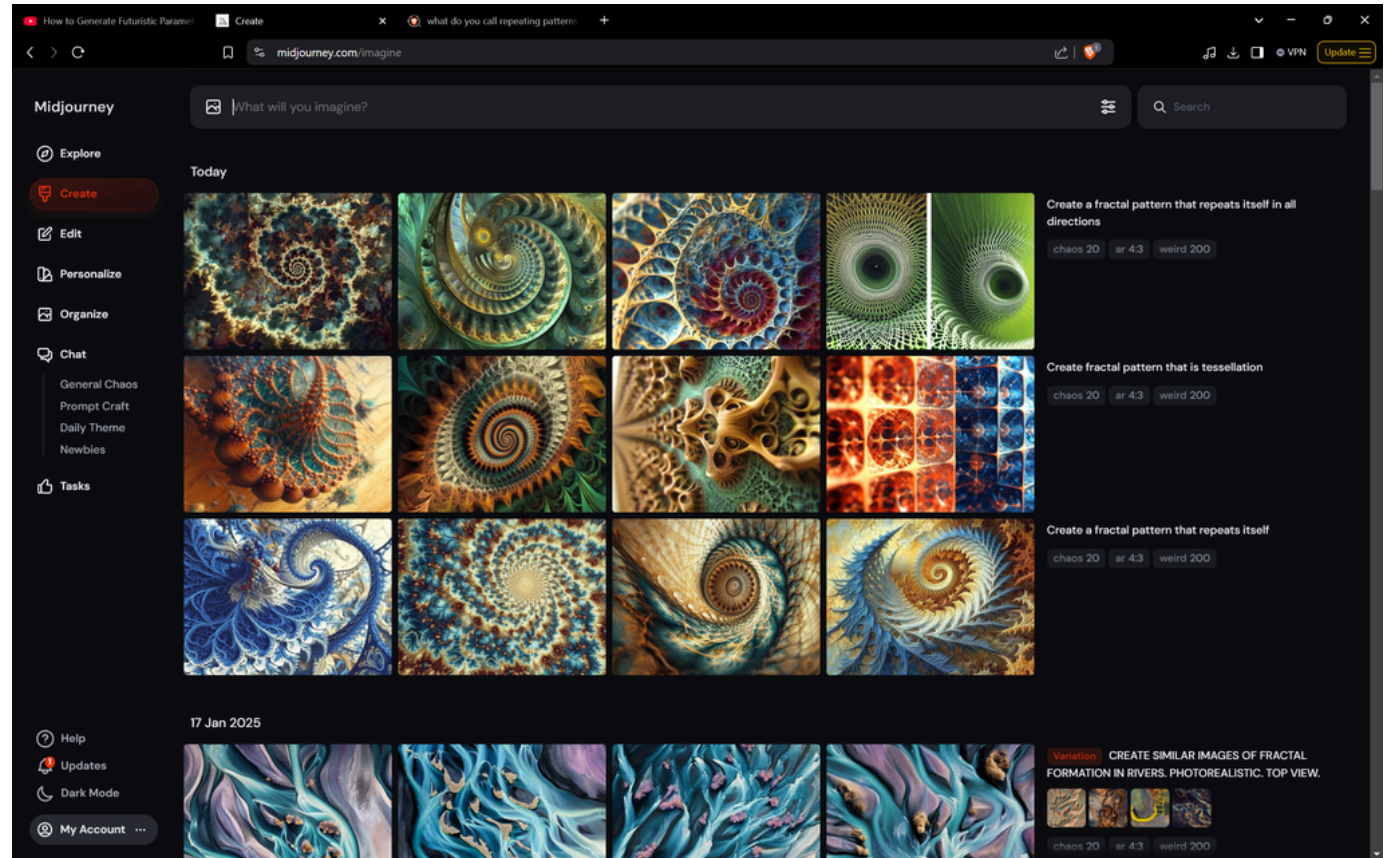 How to Generate Futuristic Paramet
Create
what do you call repeating patterns
midjourney.com/imagine
VPN
Update
Midjourney
What will you imagine?
Search
Explore
Create
Edit
Personalize
Organize
Chat
General Chaos
Prompt Craft
Daily Theme
Newbies
Tasks
Help
1
Updates
Dark Mode
My Account ...
Today
Create a fractal pattern that repeats itself in all
directions
chaos 20 ar 4:3 weird 200
Create fractal pattern that is tessellation
chaos 20 ar 4:3 weird 200
Create a fractal pattern that repeats itself
chaos 20 ar 4:3 weird 200
17 Jan 2025
Variation CREATE SIMILAR IMAGES OF FRACTAL
FORMATION IN RIVERS. PHOTOREALISTIC. TOP VIEW.
chaos 20 ar 4:3 weird 200